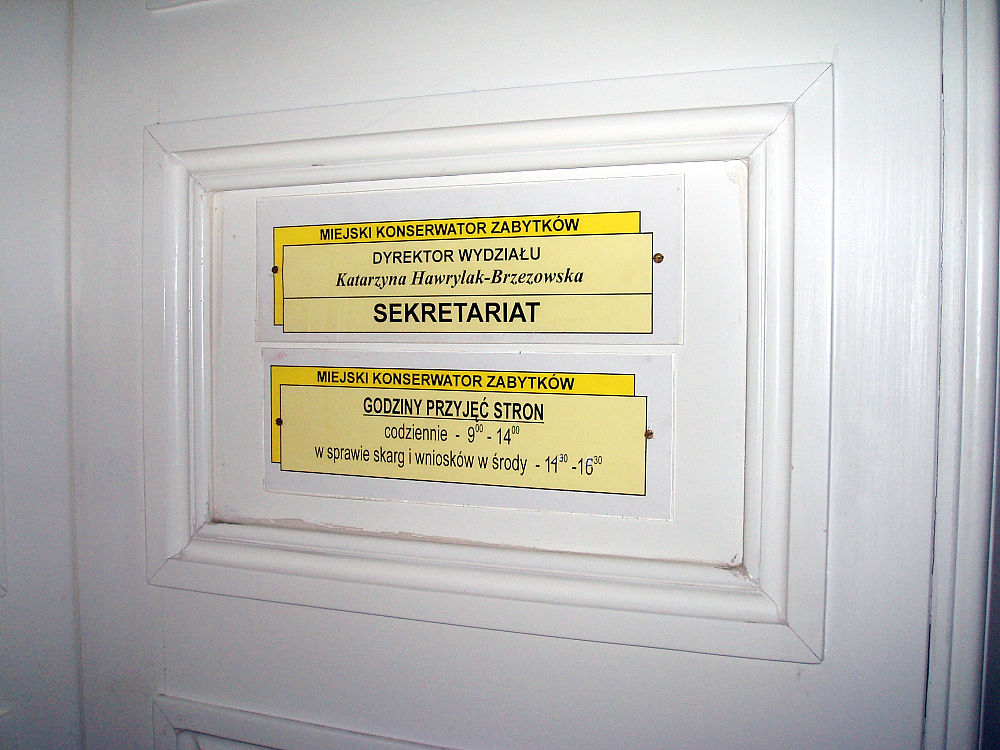 MIEJSKI KONSERWATOR ZABYTKÓW
DYREKTOR WYDZIAŁU
Katarzyna Hawrylak-Brzezowska
SEKRETARIAT
MIEJSKI KONSERWATOR ZABYTKÓW
GODZINY PRZYJĘĆ STRON
codziennie - 9⁰⁰ - 14⁰⁰
w sprawie skarg i wniosków w środy - 14³⁰ -16³⁰